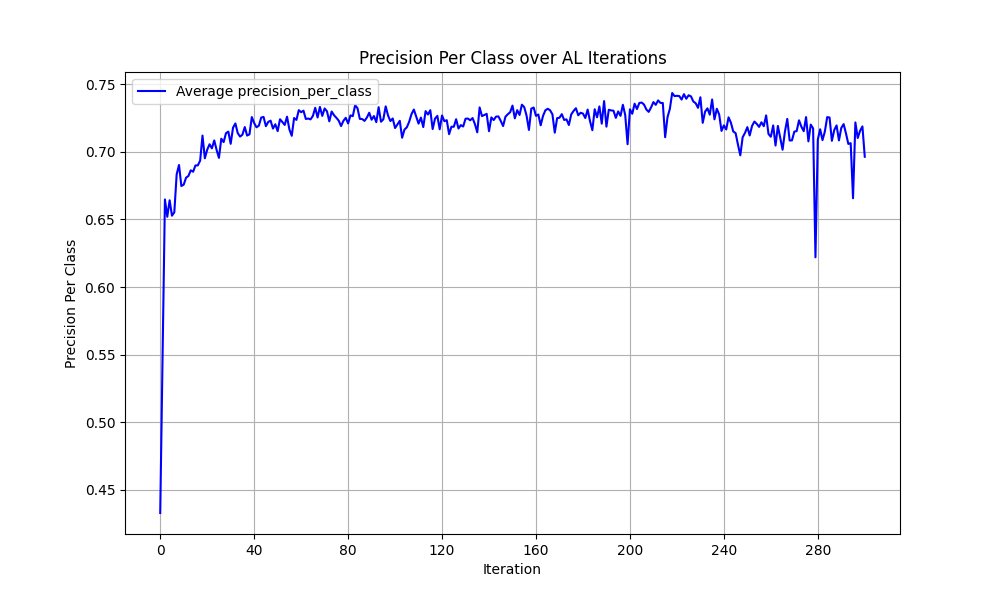 Precision Per Class over AL Iterations
Average precision_per_class
Precision Per Class
0.75
0.70
0.65
0.60
0.55
0.50
0.45
0 40 80 120 160 200 240 280
Iteration